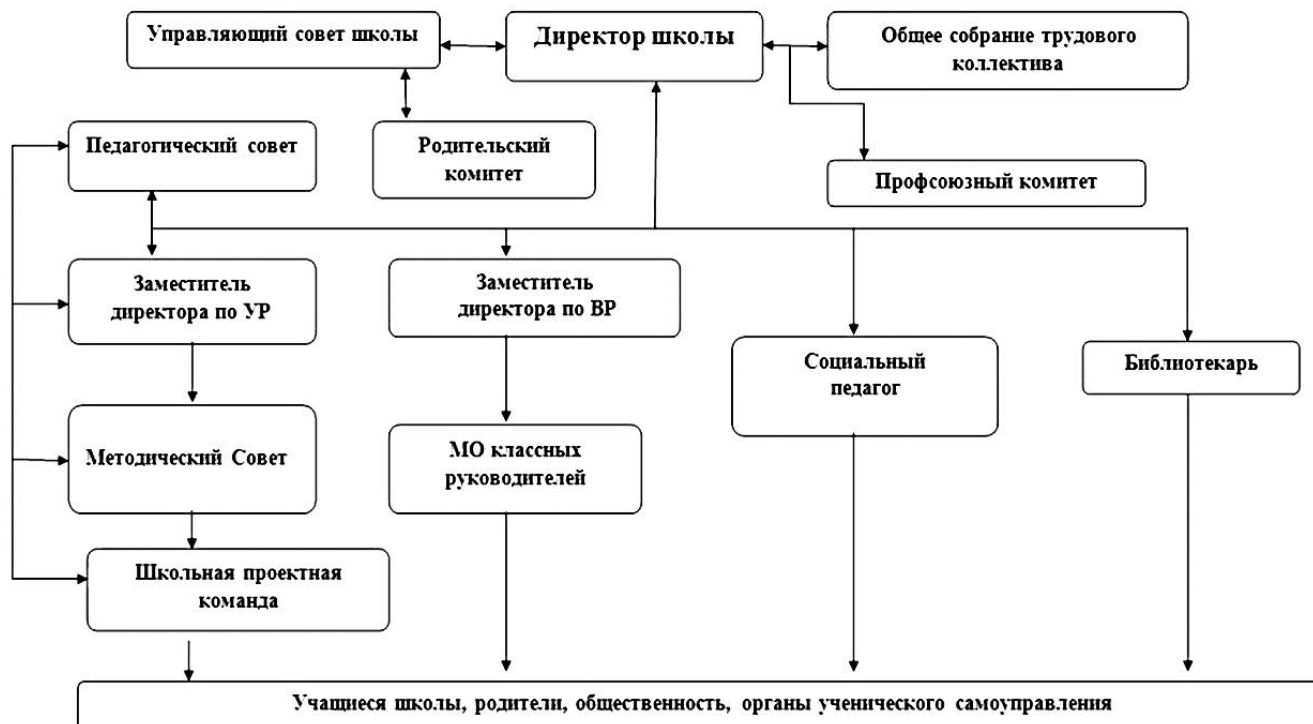 Управляющий совет школы
Директор школы
Общее собрание трудового
коллектива
Педагогический совет
Родительский
комитет
Профсоюзный комитет
Заместитель
директора по УР
Заместитель
директора по ВР
Социальный
педагог
Библиотекарь
Методический Совет
МО классных
руководителей
Школьная проектная
команда
Учащиеся школы, родители, общественность, органы ученического самоуправления